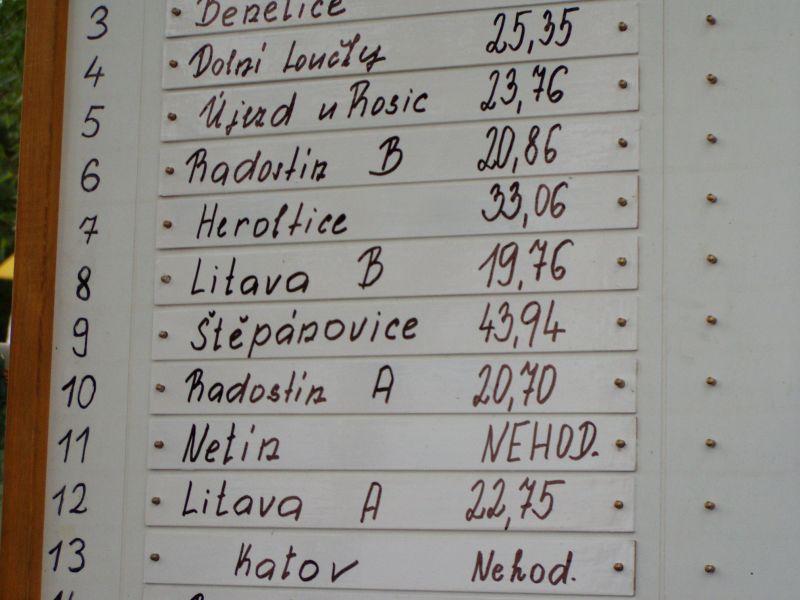 3 Benetice
4 Dolní Loučky 25,35
5 Újezd u Rosic 23,76
6 Radostín B 20,86
7 Heroltice 33,06
8 Litava B 19,76
9 Štěpánovice 43,94
10 Radostín A 20,70
11 Netín NEHOD.
12 Litava A 22,75
13 Katov Nehod.